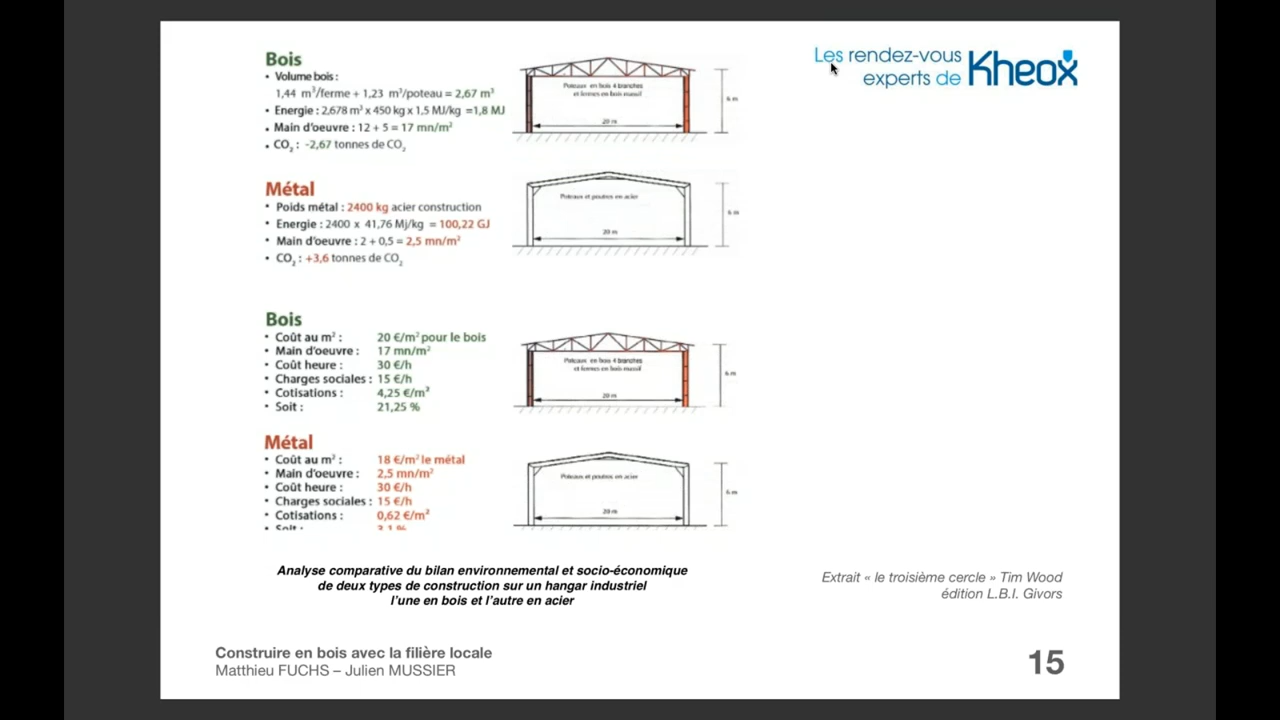 Bois
• Volume bois :
1,44 m³/ferme + 1,23 m³/poteau = 2,67 m³
• Energie : 2,678 m³ x 450 kg x 1,5 MJ/kg =1,8 MJ
• Main d'oeuvre : 12 + 5 = 17 mn/m²
• CO₂ : -2,67 tonnes de CO₂
Poteaux en bois 4 branches
et fermes en bois massif
20 m
6 m
Les rendez-vous
experts de Kheox
Métal
• Poids métal : 2400 kg acier construction
• Energie : 2400 x 41,76 Mj/kg = 100,22 GJ
• Main d'oeuvre : 2 + 0,5 = 2,5 mn/m²
• CO₂ : +3,6 tonnes de CO₂
Poteaux et poutres en acier
20 m
6 m
Bois
• Coût au m² : 20 €/m² pour le bois
• Main d'oeuvre : 17 mn/m²
• Coût heure : 30 €/h
• Charges sociales : 15 €/h
• Cotisations : 4,25 €/m²
• Soit : 21,25 %
Poteaux en bois 4 branches
et fermes en bois massif
20 m
6 m
Métal
• Coût au m² : 18 €/m² le métal
• Main d'oeuvre : 2,5 mn/m²
• Coût heure : 30 €/h
• Charges sociales : 15 €/h
• Cotisations : 0,62 €/m²
• Soit : 3,1 %
Poteaux et poutres en acier
20 m
6 m
Analyse comparative du bilan environnemental et socio-économique
de deux types de construction sur un hangar industriel
l'une en bois et l'autre en acier
Extrait « le troisième cercle » Tim Wood
édition L.B.I. Givors
Construire en bois avec la filière locale
Matthieu FUCHS – Julien MUSSIER
15